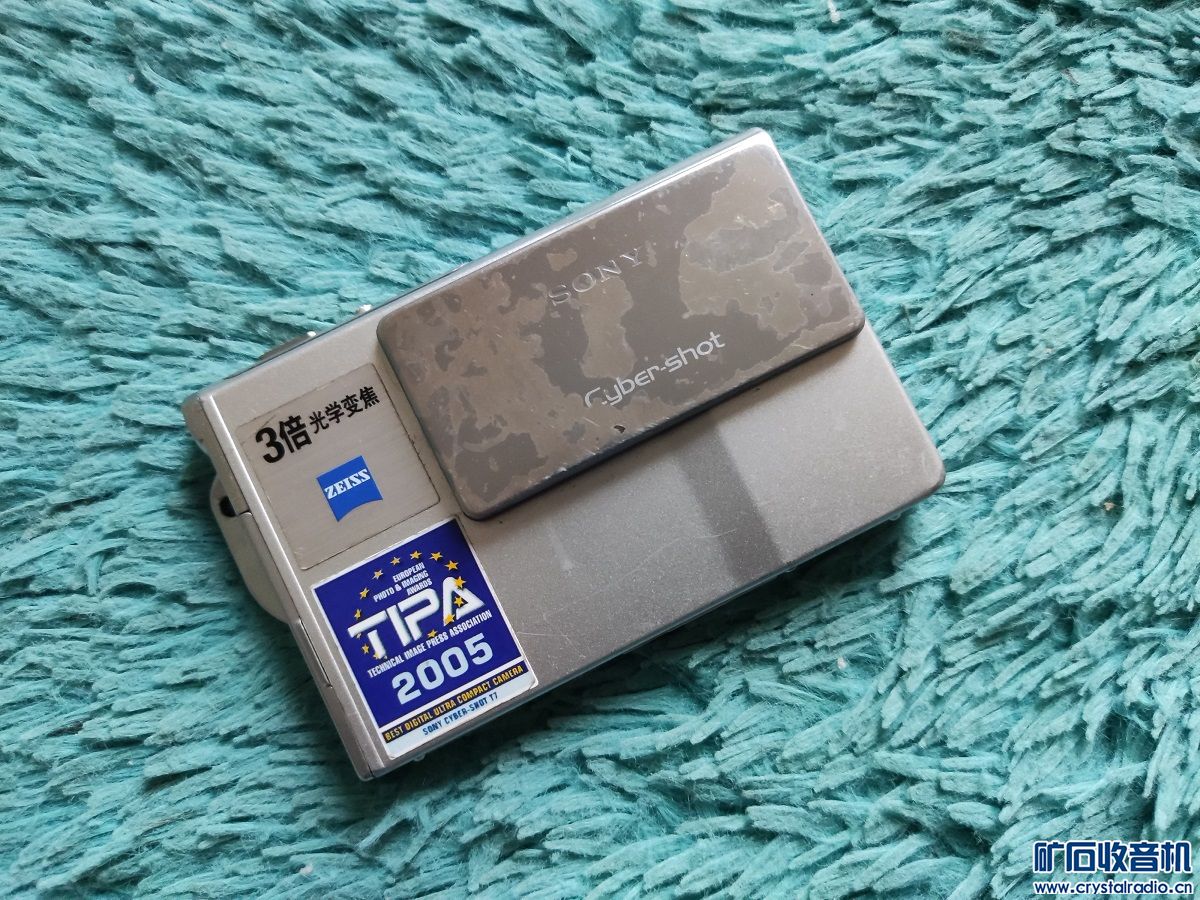 SONY
Cyber-shot
3倍光学变焦
ZEISS
EUROPEAN
PHOTO & IMAGING
AWARDS
TIPA
TECHNICAL IMAGE PRESS ASSOCIATION
2005
BEST DIGITAL ULTRA COMPACT CAMERA
SONY CYBER-SHOT T7
矿石收音机
www.crystalradio.cn